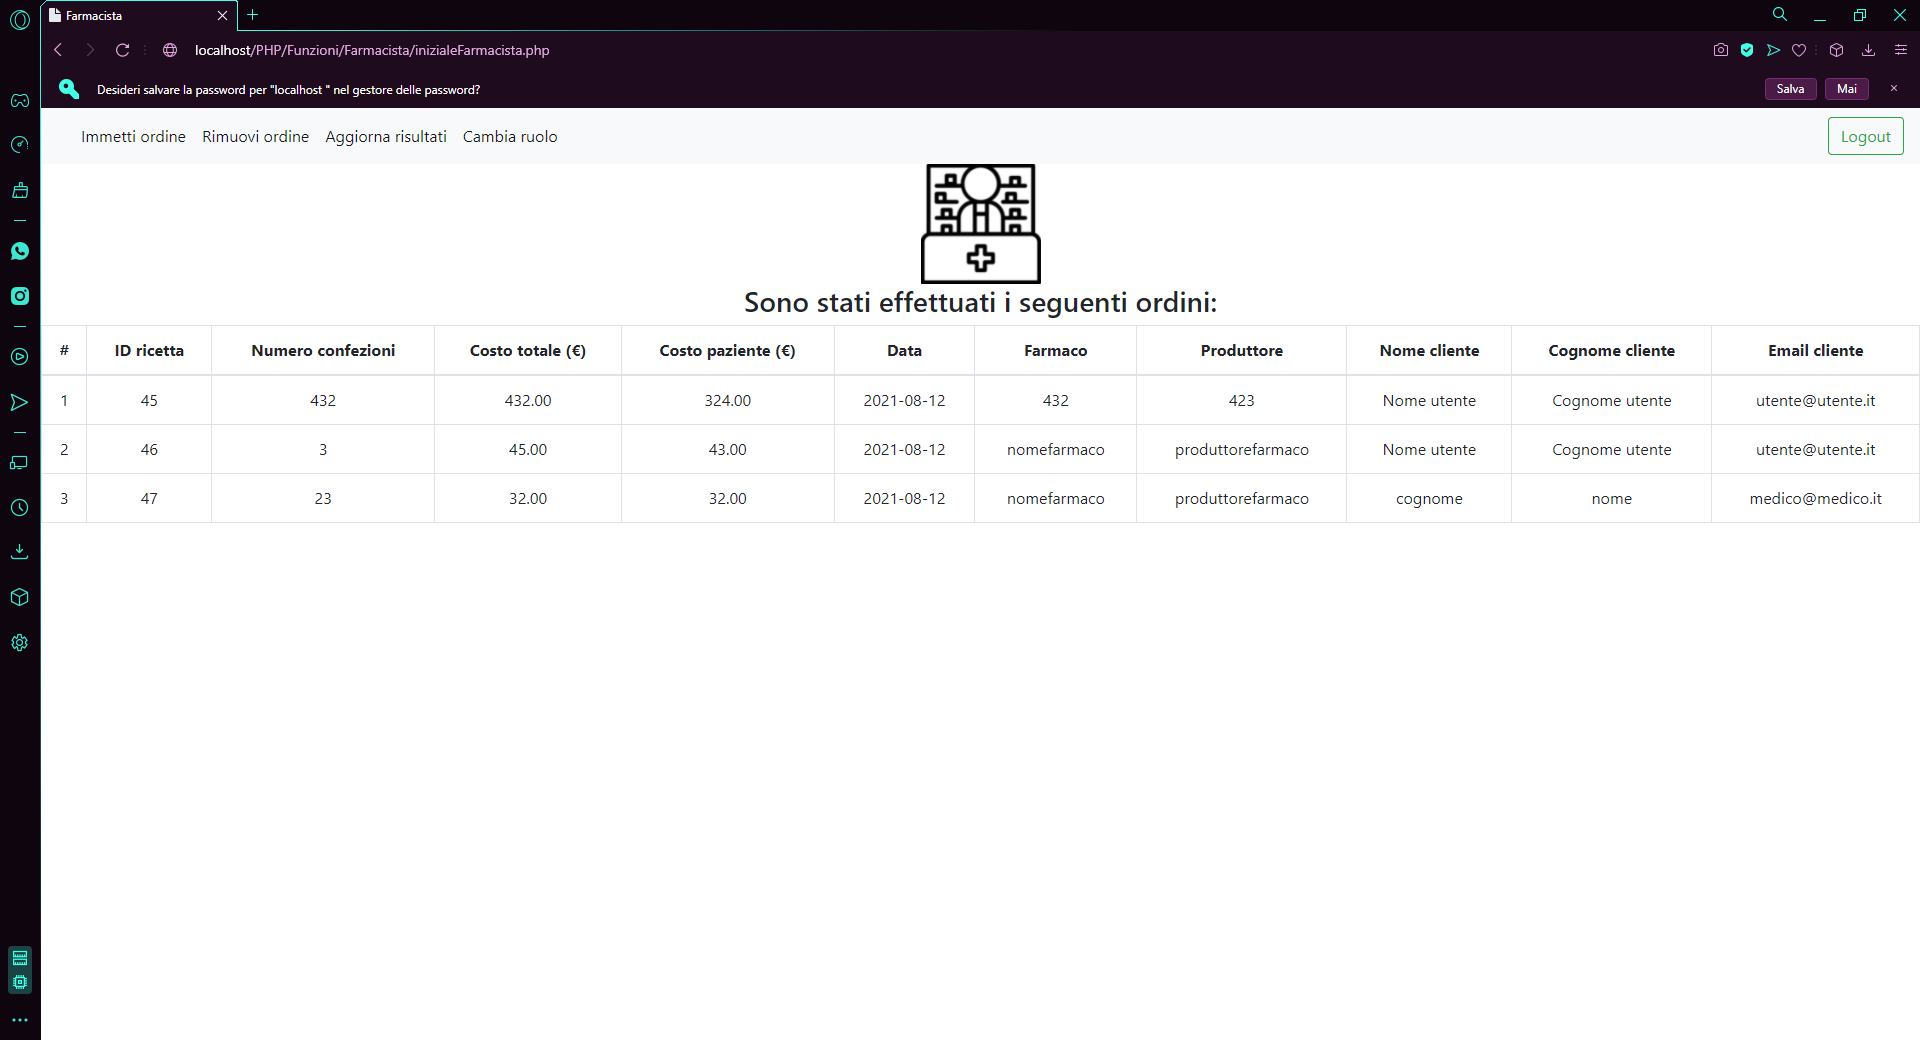 Farmacista
localhost/PHP/Funzioni/Farmacista/inizialeFarmacista.php
Desideri salvare la password per "localhost " nel gestore delle password? Salva Mai
Immetti ordine Rimuovi ordine Aggiorna risultati Cambia ruolo Logout
Sono stati effettuati i seguenti ordini:
# ID ricetta Numero confezioni Costo totale (€) Costo paziente (€) Data Farmaco Produttore Nome cliente Cognome cliente Email cliente
1 45 432 432.00 324.00 2021-08-12 432 423 Nome utente Cognome utente utente@utente.it
2 46 3 45.00 43.00 2021-08-12 nomefarmaco produttorefarmaco Nome utente Cognome utente utente@utente.it
3 47 23 32.00 32.00 2021-08-12 nomefarmaco produttorefarmaco cognome nome medico@medico.it